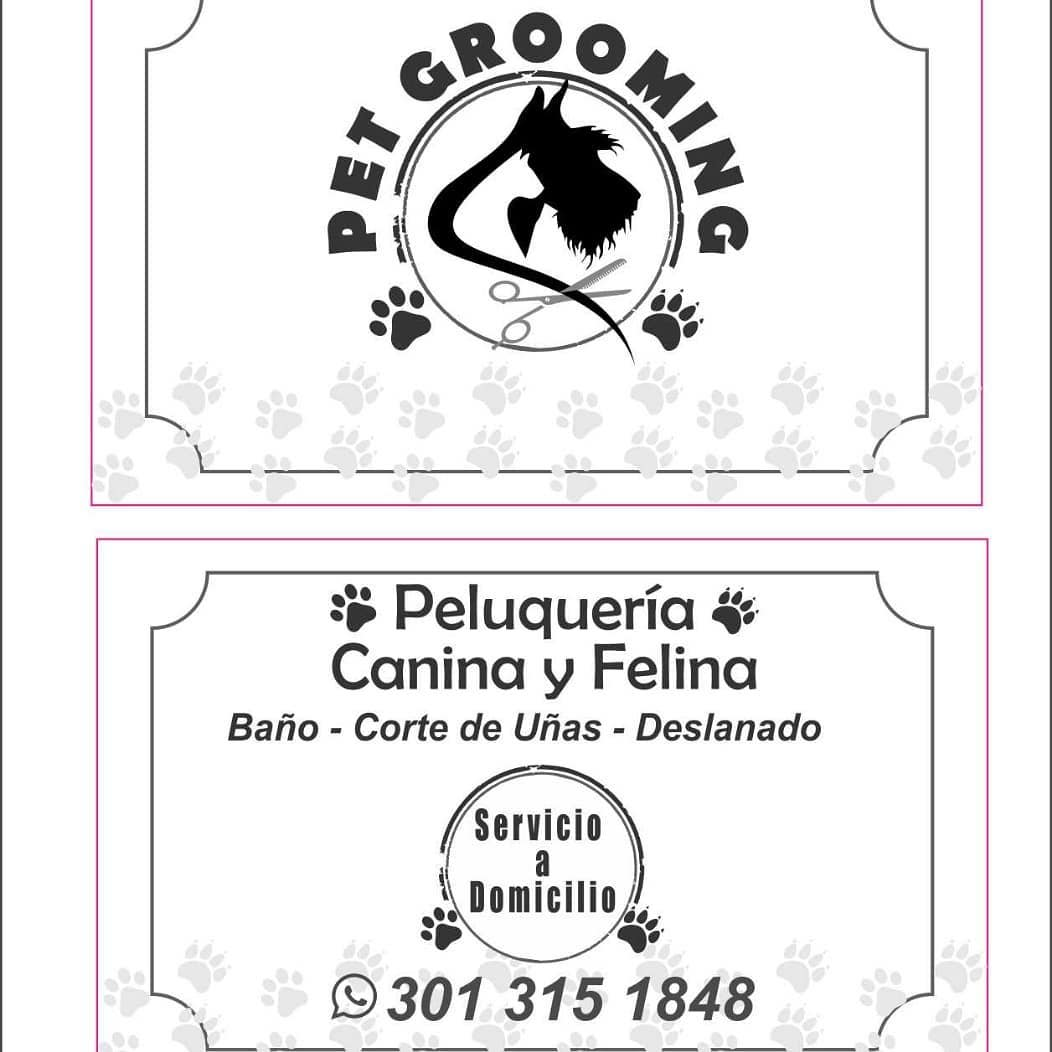 PET GROOMING
Peluquería
Canina y Felina
Baño - Corte de Uñas - Deslanado
Servicio
a
Domicilio
301 315 1848